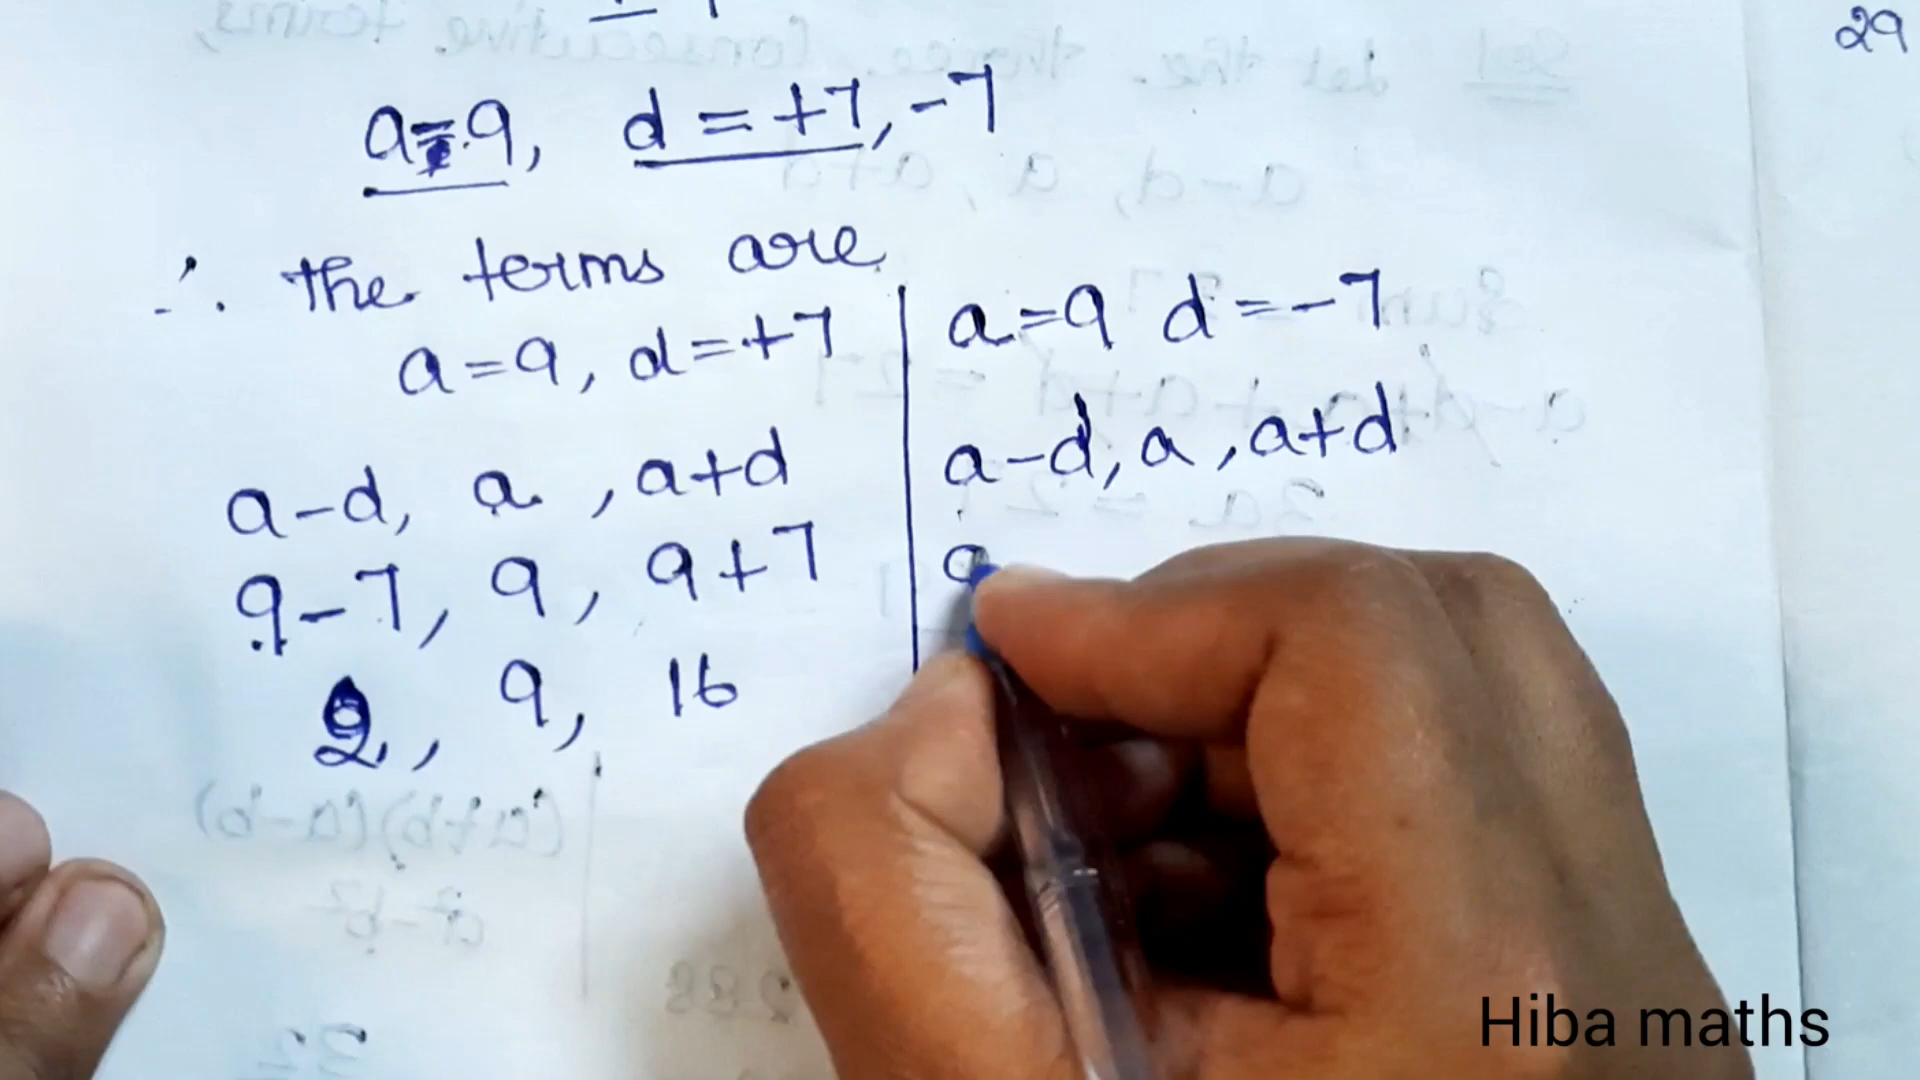 29
a=9, d = +7, -7
∴ the terms are
a=9, d=+7
a-d, a, a+d
9-7, 9, 9+7
2, 9, 16
a=9 d=-7
a-d, a, a+d
9
Hiba maths